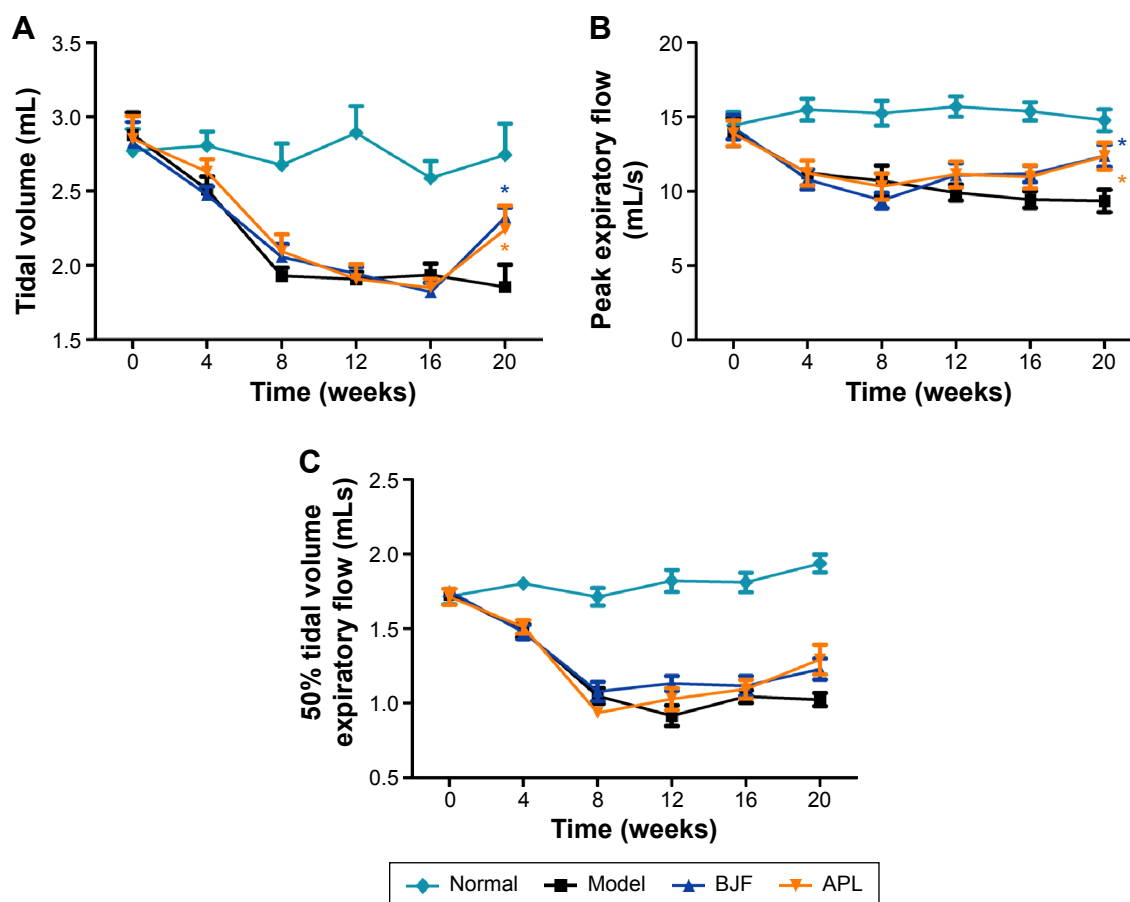 A
Tidal volume (mL)
3.5
3.0
2.5
2.0
1.5
*
*
0 4 8 12 16 20
Time (weeks)
B
Peak expiratory flow
(mL/s)
20
15
10
5
0
*
*
0 4 8 12 16 20
Time (weeks)
C
50% tidal volume
expiratory flow (mLs)
2.5
2.0
1.5
1.0
0.5
0 4 8 12 16 20
Time (weeks)
Normal Model BJF APL